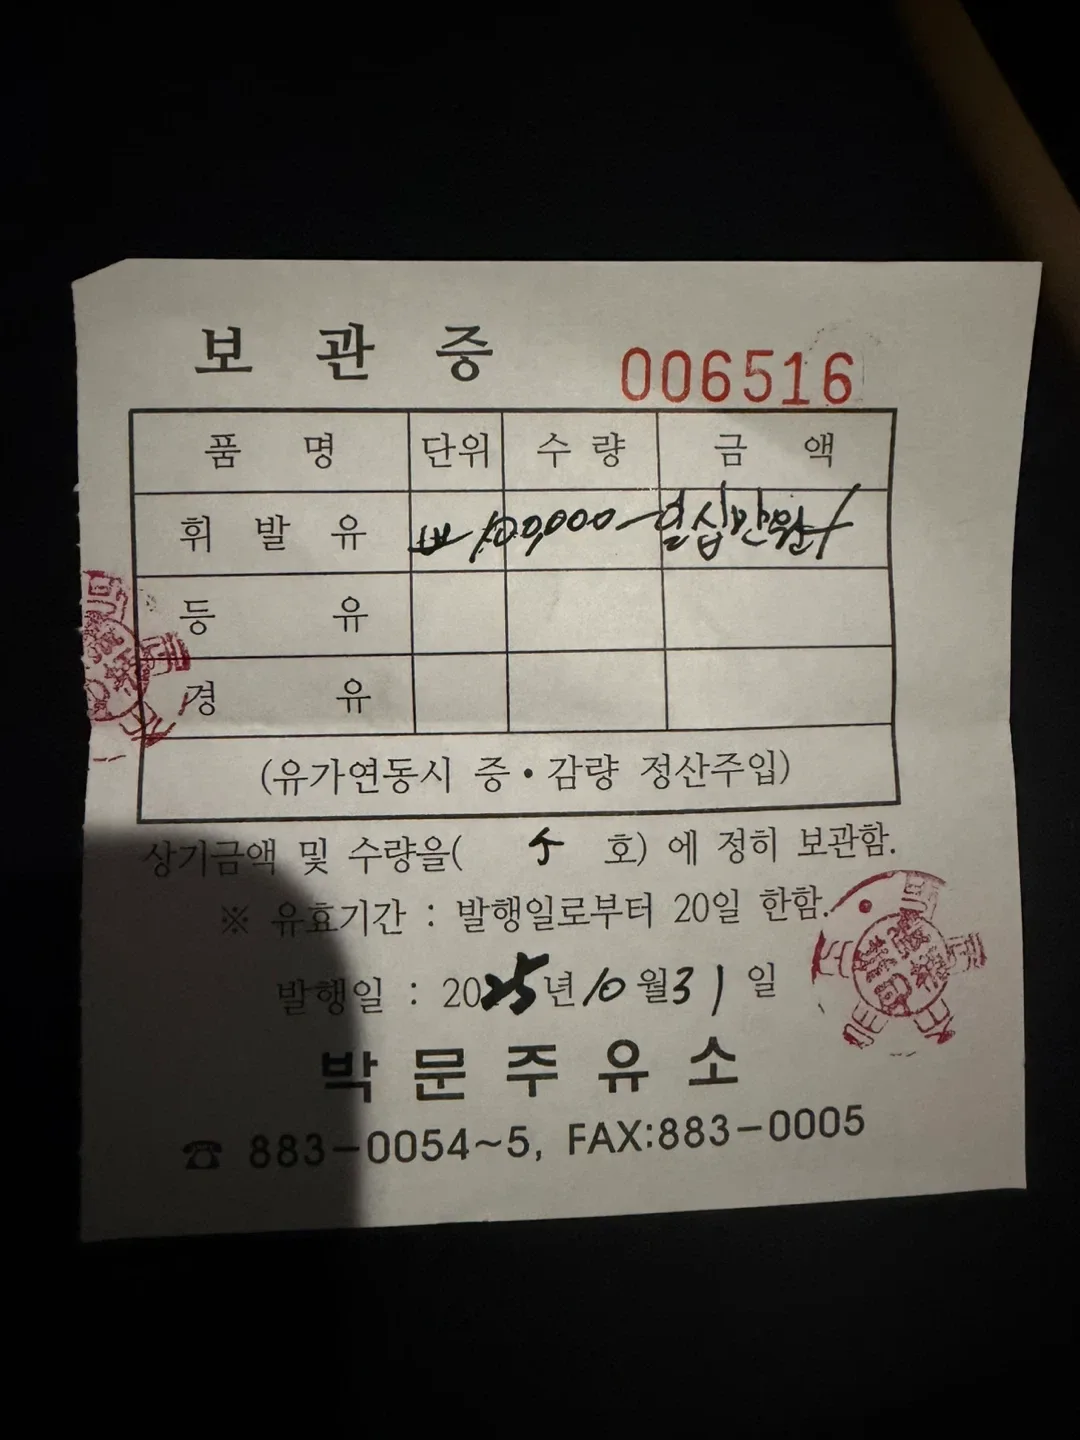 보 관 증
006516
품 명 단위 수 량 금 액
휘 발 유 ₩ 100,000 일십만원
등 유
경 유
(유가연동시 증·감량 정산주입)
상기금액 및 수량을( 수 호) 에 정히 보관함.
※ 유효기간 : 발행일로부터 20일 한함.
발행일 : 2025년 10월 31일
박문주유소
☎ 883-0054~5, FAX:883-0005